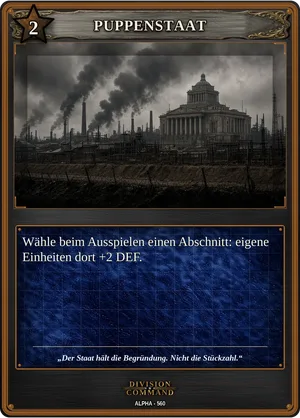 2
PUPPENSTAAT
Wähle beim Ausspielen einen Abschnitt: eigene
Einheiten dort +2 DEF.
„Der Staat hält die Begründung. Nicht die Stückzahl.“
DIVISION
COMMAND
ALPHA - 560